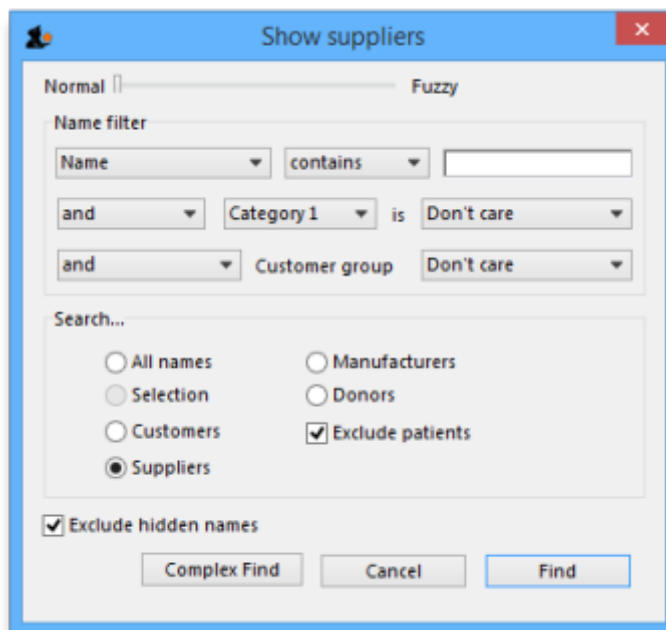 Show suppliers
Normal Fuzzy
Name filter
Name contains
and Category 1 is Don't care
and Customer group Don't care
Search...
All names Manufacturers
Selection Donors
Customers Exclude patients
Suppliers
Exclude hidden names
Complex Find Cancel Find